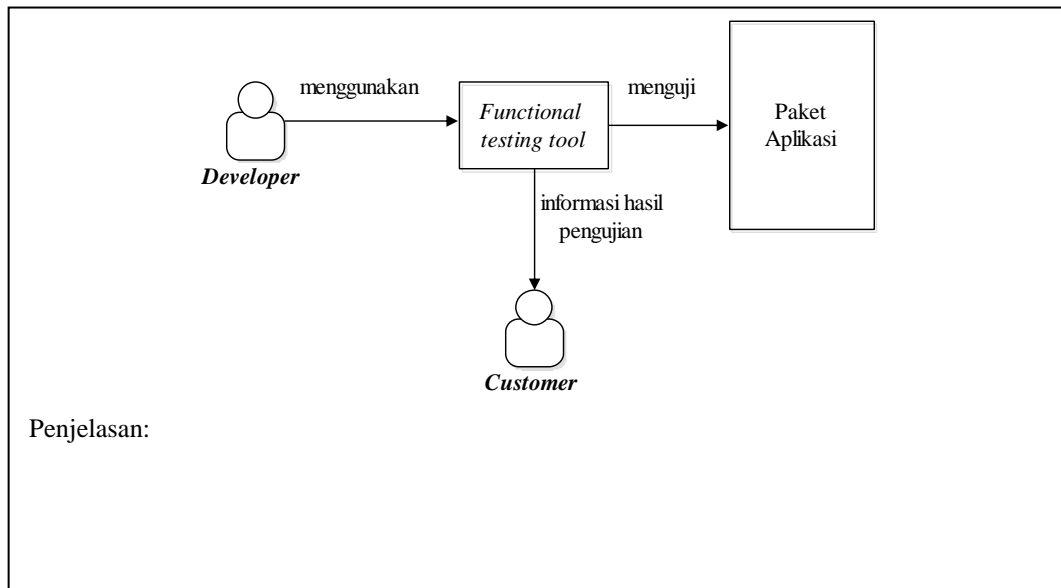 menggunakan
Functional
testing tool
menguji
Paket
Aplikasi
Developer
informasi hasil
pengujian
Customer
Penjelasan: